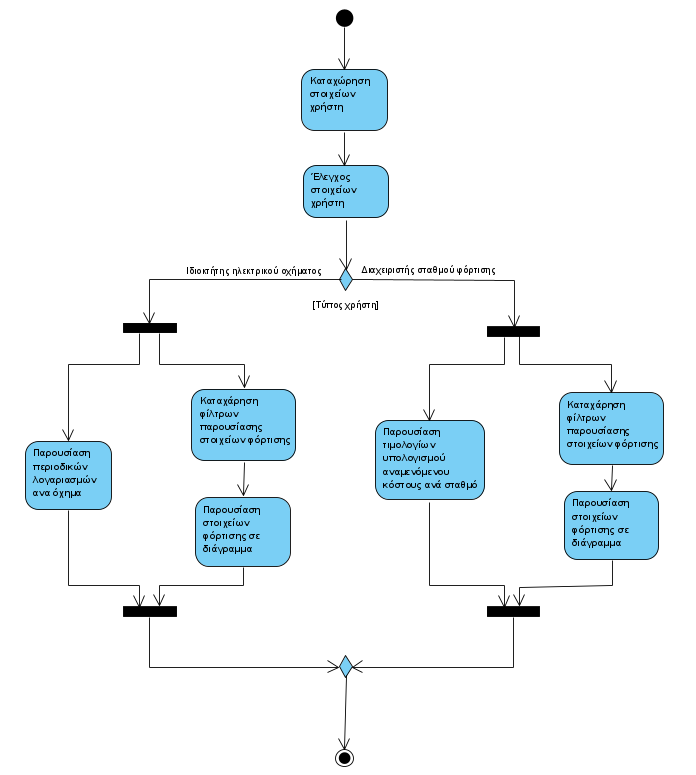 Καταχώρηση
στοιχείων
χρήστη
Έλεγχος
στοιχείων
χρήστη
Ιδιοκτήτης ηλεκτρικού οχήματος
Διαχειριστής σταθμού φόρτισης
[Τύπος χρήστη]
Παρουσίαση
περιοδικών
λογαριασμών
ανα όχημα
Καταχάρηση
φίλτρων
παρουσίασης
στοιχείων φόρτισης
Παρουσίαση
στοιχείων
φόρτισης σε
διάγραμμα
Παρουσίαση
τιμολογίων
υπολογισμού
αναμενόμενου
κόστους ανά σταθμό
Καταχάρηση
φίλτρων
παρουσίασης
στοιχείων φόρτισης
Παρουσίαση
στοιχείων
φόρτισης σε
διάγραμμα